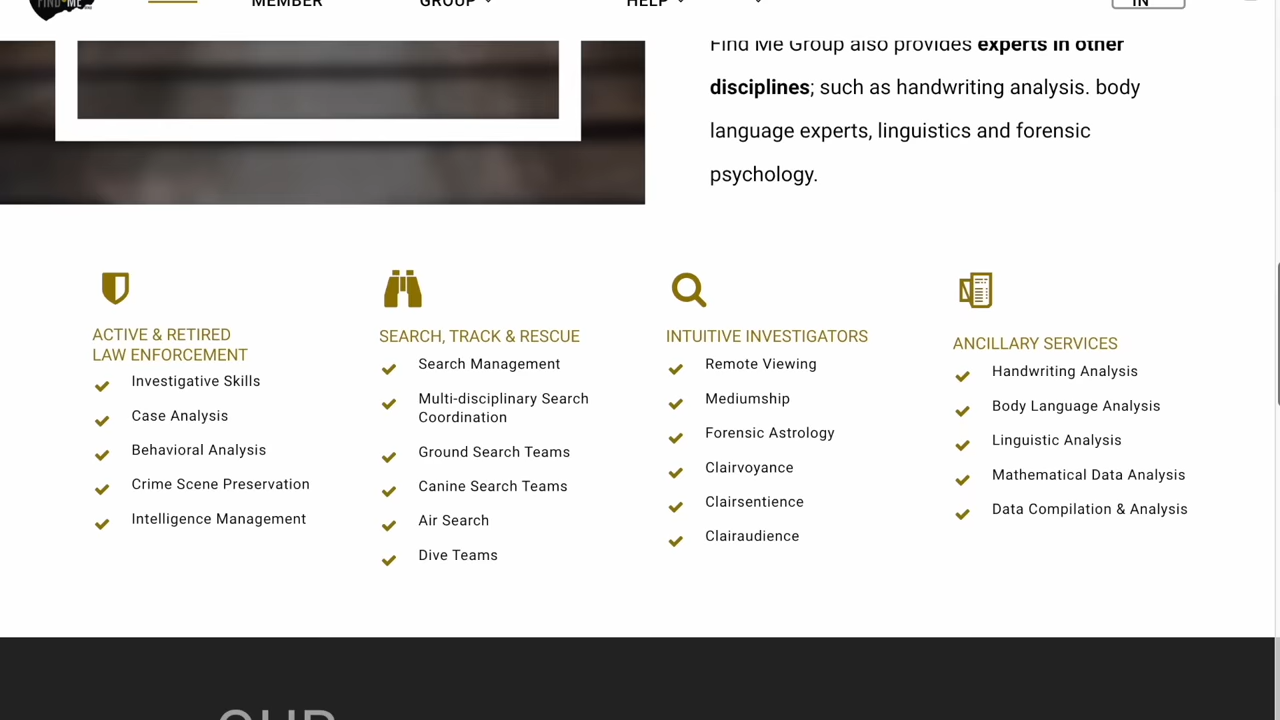 FIND ME
MEMBER
GROUP
HELP
IN
Find Me Group also provides experts in other
disciplines; such as handwriting analysis. body
language experts, linguistics and forensic
psychology.
ACTIVE & RETIRED
LAW ENFORCEMENT
Investigative Skills
Case Analysis
Behavioral Analysis
Crime Scene Preservation
Intelligence Management
SEARCH, TRACK & RESCUE
Search Management
Multi-disciplinary Search
Coordination
Ground Search Teams
Canine Search Teams
Air Search
Dive Teams
INTUITIVE INVESTIGATORS
Remote Viewing
Mediumship
Forensic Astrology
Clairvoyance
Clairsentience
Clairaudience
ANCILLARY SERVICES
Handwriting Analysis
Body Language Analysis
Linguistic Analysis
Mathematical Data Analysis
Data Compilation & Analysis
OUR